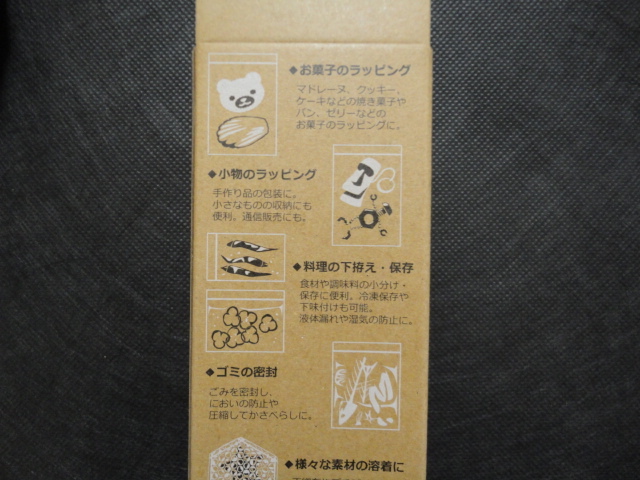 ◆お菓子のラッピング
マドレーヌ、クッキー、
ケーキなどの焼き菓子や
パン、ゼリーなどの
お菓子のラッピングに。
◆小物のラッピング
手作り品の包装に。
小さなものの収納にも
便利。通信販売にも。
◆料理の下拵え・保存
食材や調味料の小分け・
保存に便利。冷凍保存や
下味付けも可能。
液体漏れや湿気の防止に。
◆ゴミの密封
ごみを密封し、
においの防止や
圧縮してかさべらしに。
◆様々な素材の溶着に